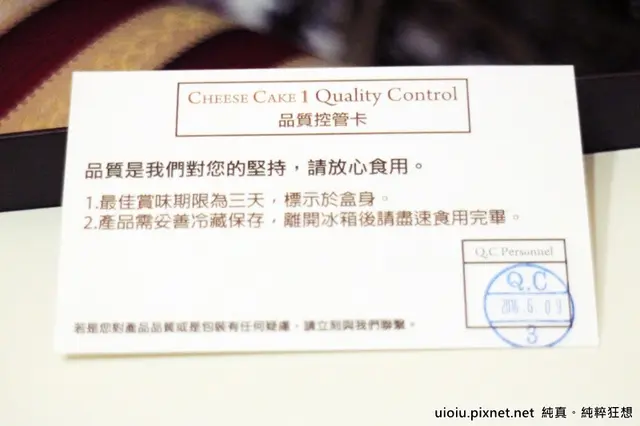 CHEESE CAKE 1 Quality Control
品質控管卡
品質是我們對您的堅持，請放心食用。
1.最佳賞味期限為三天，標示於盒身。
2.產品需妥善冷藏保存，離開冰箱後請盡速食用完畢。
Q.C Personnel
Q.C
3
若是您對產品品質或是包裝有任何疑慮，請立刻與我們聯繫。
uioiu.pixnet.net 純真。純粹狂想